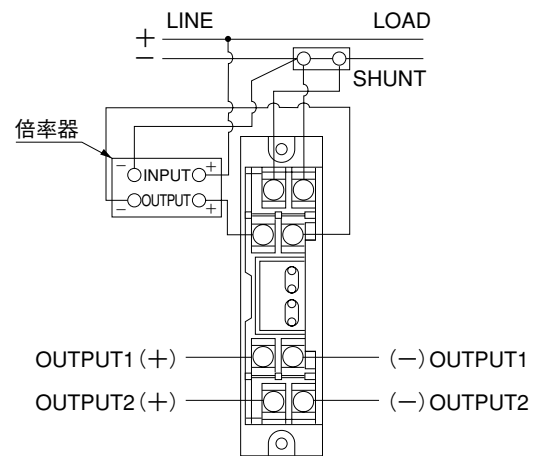 LINE LOAD
+
−
SHUNT
倍率器
− INPUT +
− OUTPUT +
OUTPUT1(+) (−)OUTPUT1
OUTPUT2(+) (−)OUTPUT2